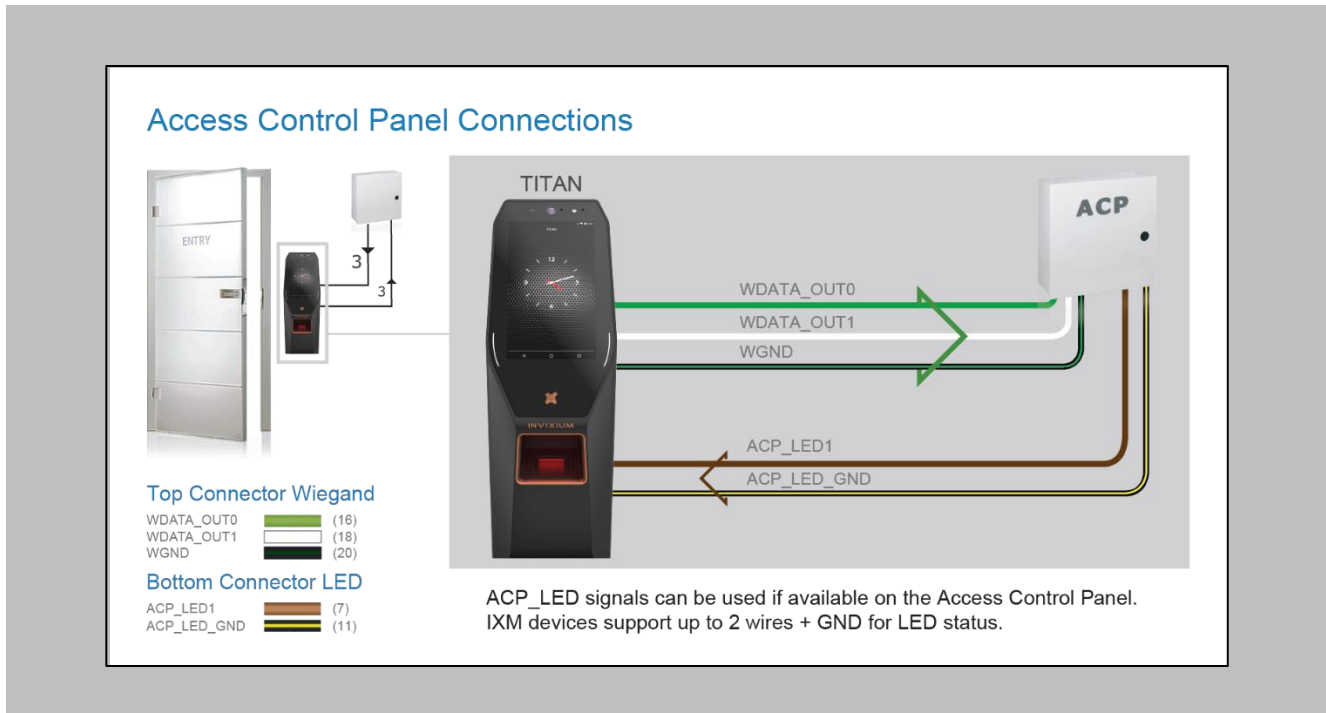 Access Control Panel Connections
ENTRY
3
3
TITAN
TITAN
12
INVIXIUM
ACP
WDATA_OUT0
WDATA_OUT1
WGND
ACP_LED1
ACP_LED_GND
Top Connector Wiegand
WDATA_OUT0 (16)
WDATA_OUT1 (18)
WGND (20)
Bottom Connector LED
ACP_LED1 (7)
ACP_LED_GND (11)
ACP_LED signals can be used if available on the Access Control Panel.
IXM devices support up to 2 wires + GND for LED status.